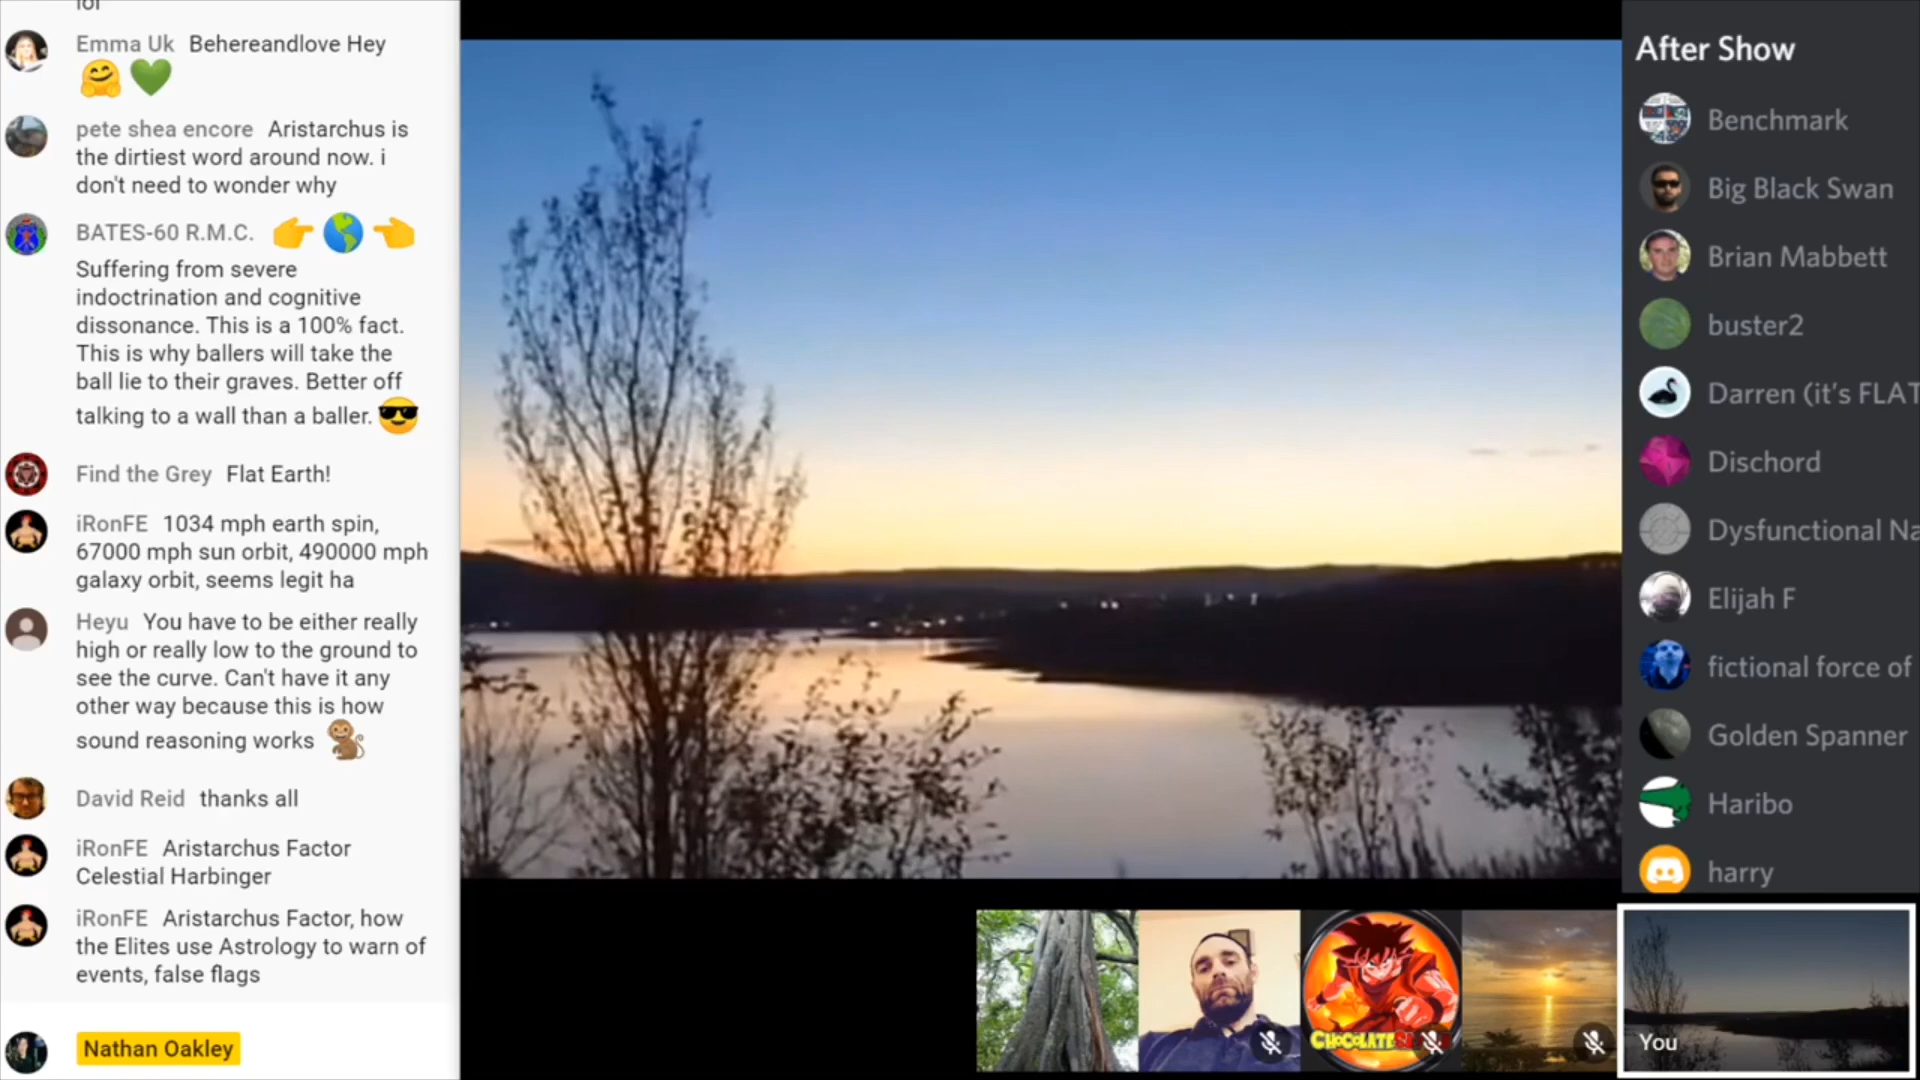 lol
Emma Uk Behereandlove Hey
🤗💚
pete shea encore Aristarchus is
the dirtiest word around now. i
don't need to wonder why
BATES-60 R.M.C. 👉🌎👈
Suffering from severe
indoctrination and cognitive
dissonance. This is a 100% fact.
This is why ballers will take the
ball lie to their graves. Better off
talking to a wall than a baller. 😎
Find the Grey Flat Earth!
iRonFE 1034 mph earth spin,
67000 mph sun orbit, 490000 mph
galaxy orbit, seems legit ha
Heyu You have to be either really
high or really low to the ground to
see the curve. Can't have it any
other way because this is how
sound reasoning works 🐒
David Reid thanks all
iRonFE Aristarchus Factor
Celestial Harbinger
iRonFE Aristarchus Factor, how
the Elites use Astrology to warn of
events, false flags
Nathan Oakley
After Show
Benchmark
Big Black Swan
Brian Mabbett
buster2
Darren (it's FLAT
Dischord
Dysfunctional Na
Elijah F
fictional force of
Golden Spanner
Haribo
harry
CHOCOLATE
You